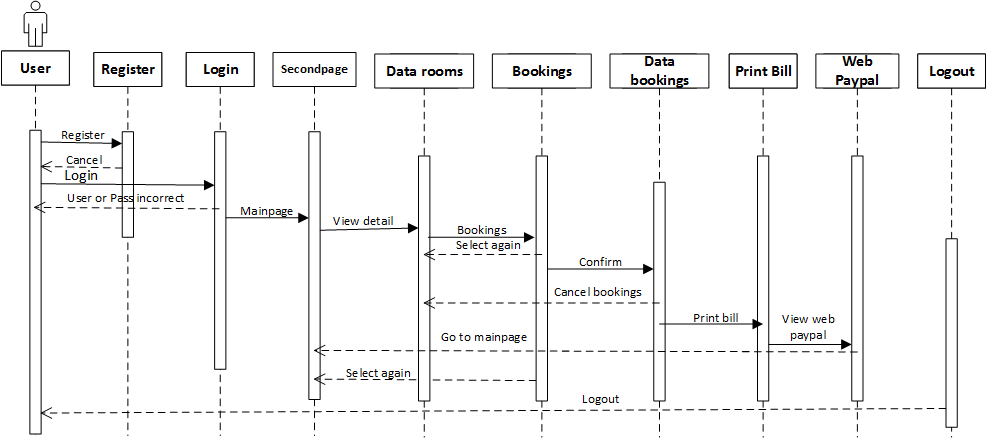 User
Register
Login
Secondpage
Data rooms
Bookings
Data
bookings
Print Bill
Web
Paypal
Logout
Register
Cancel
Login
User or Pass incorrect
Mainpage
View detail
Bookings
Select again
Confirm
Cancel bookings
Print bill
View web
paypal
Go to mainpage
Select again
Logout